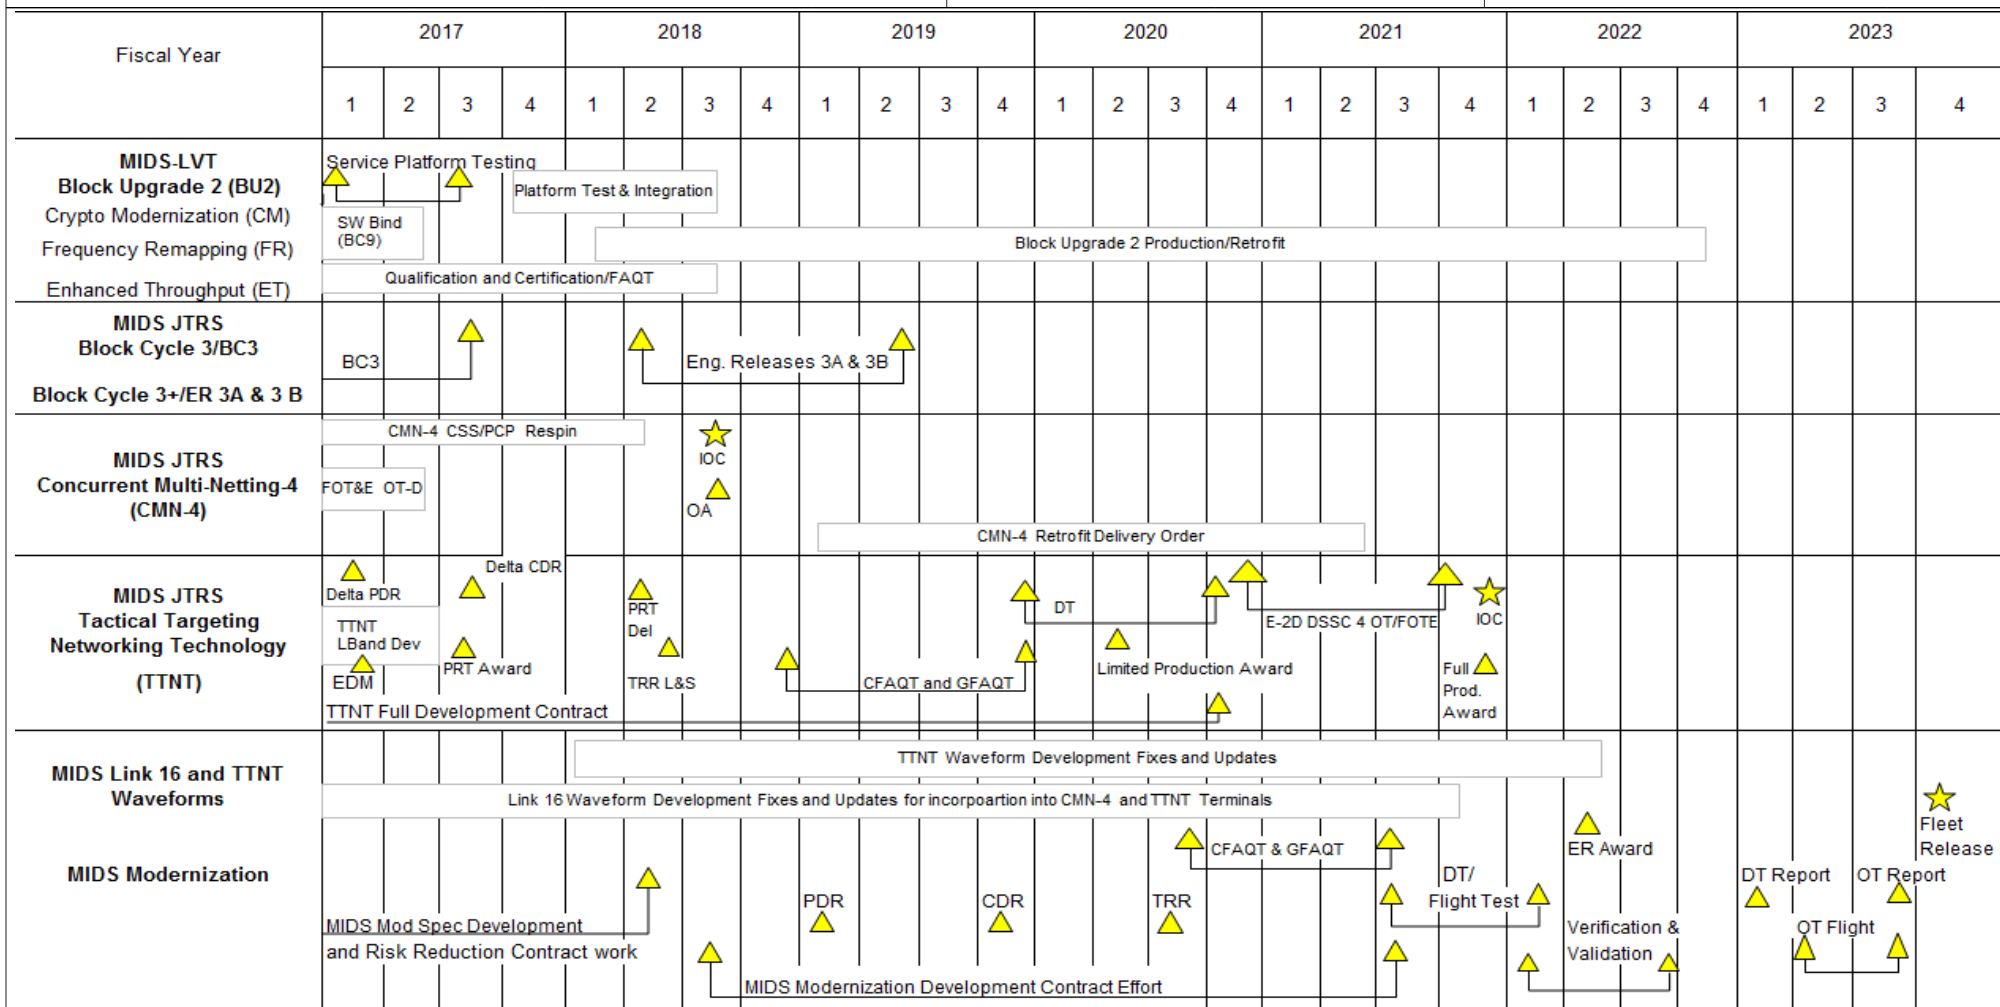 Fiscal Year
2017 2018 2019 2020 2021 2022 2023
1 2 3 4 1 2 3 4 1 2 3 4 1 2 3 4 1 2 3 4 1 2 3 4 1 2 3 4
MIDS-LVT
Block Upgrade 2 (BU2)
Crypto Modernization (CM)
Frequency Remapping (FR)
Enhanced Throughput (ET)
Service Platform Testing
Platform Test & Integration
SW Bind
(BC9)
Block Upgrade 2 Production/Retrofit
Qualification and Certification/FAQT
MIDS JTRS
Block Cycle 3/BC3
Block Cycle 3+/ER 3A & 3 B
BC3
Eng. Releases 3A & 3B
MIDS JTRS
Concurrent Multi-Netting-4
(CMN-4)
CMN-4 CSS/PCP Respin
IOC
FOT&E OT-D
OA
CMN-4 Retrofit Delivery Order
MIDS JTRS
Tactical Targeting
Networking Technology
(TTNT)
Delta PDR
Delta CDR
TTNT
LBand Dev
EDM
PRT Award
PRT
Del
TRR L&S
DT
CFAQT and GFAQT
Limited Production Award
E-2D DSSC 4 OT/FOTE
IOC
Full
Prod.
Award
TTNT Full Development Contract
MIDS Link 16 and TTNT
Waveforms
TTNT Waveform Development Fixes and Updates
Link 16 Waveform Development Fixes and Updates for incorpoartion into CMN-4 and TTNT Terminals
MIDS Modernization
MIDS Mod Spec Development
and Risk Reduction Contract work
PDR
CDR
TRR
CFAQT & GFAQT
DT/
Flight Test
ER Award
Verification &
Validation
DT Report
OT Report
OT Flight
Fleet
Release
MIDS Modernization Development Contract Effort